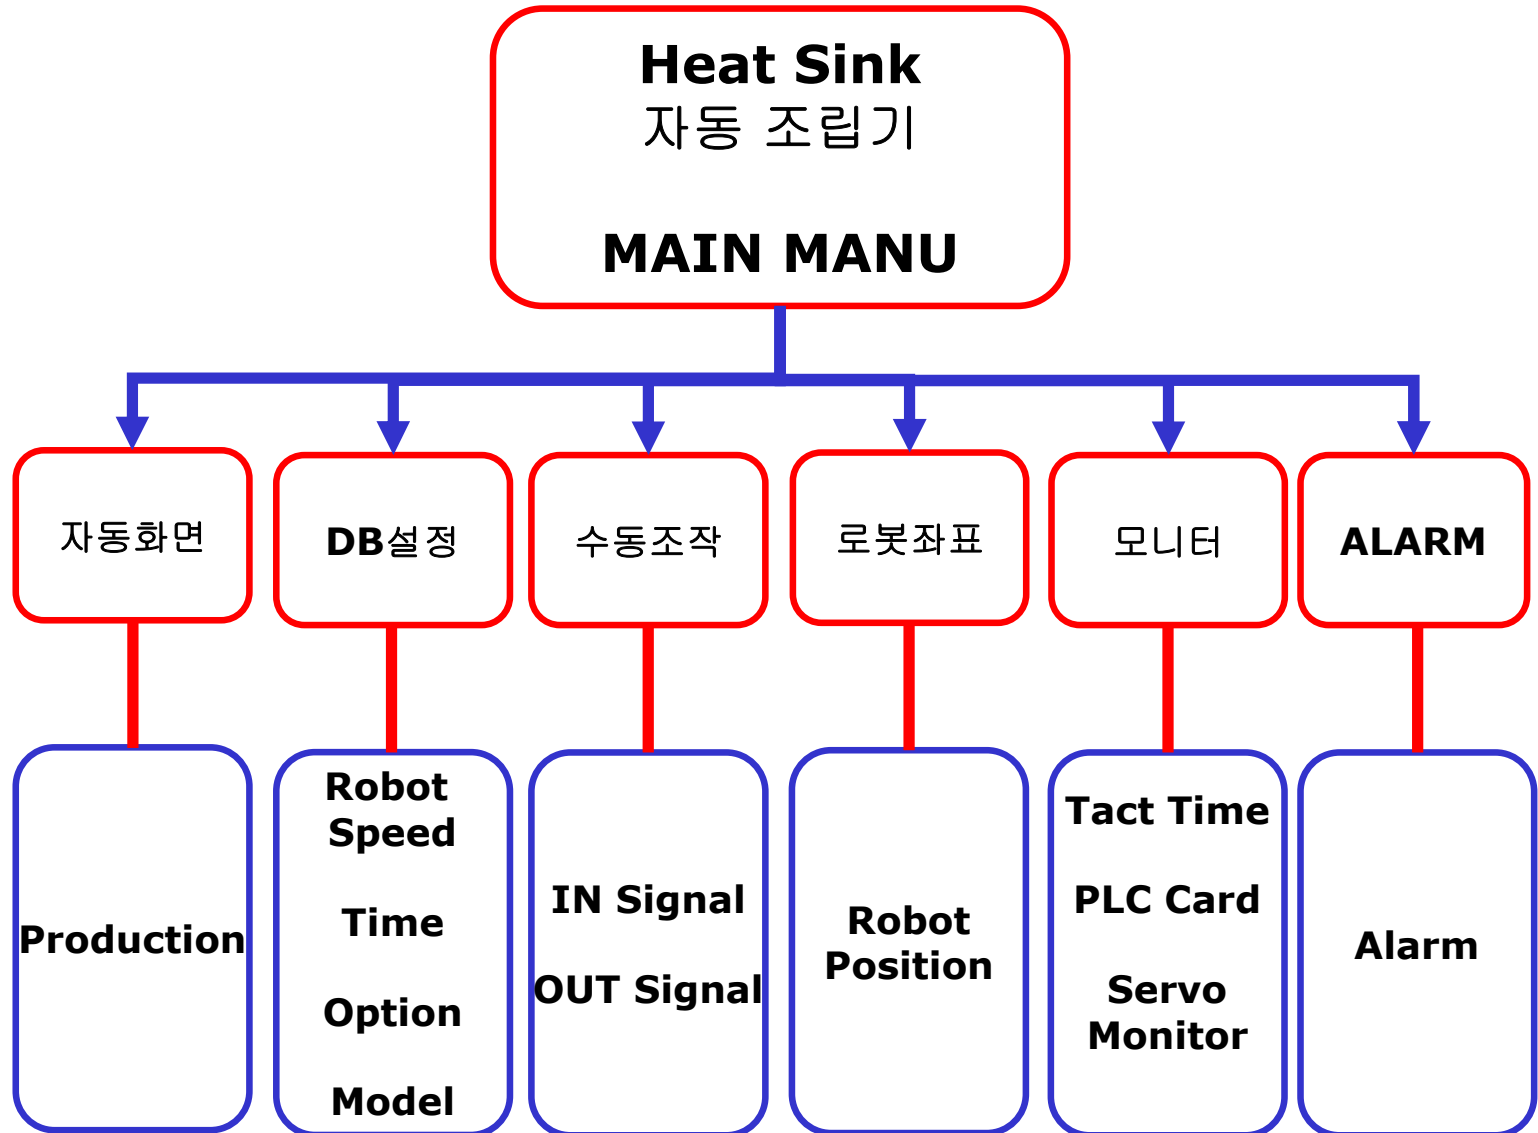 Heat Sink
자동 조립기
MAIN MANU
자동화면
DB설정
수동조작
로봇좌표
모니터
ALARM
Production
Robot
Speed
Time
Option
Model
IN Signal
OUT Signal
Robot
Position
Tact Time
PLC Card
Servo
Monitor
Alarm